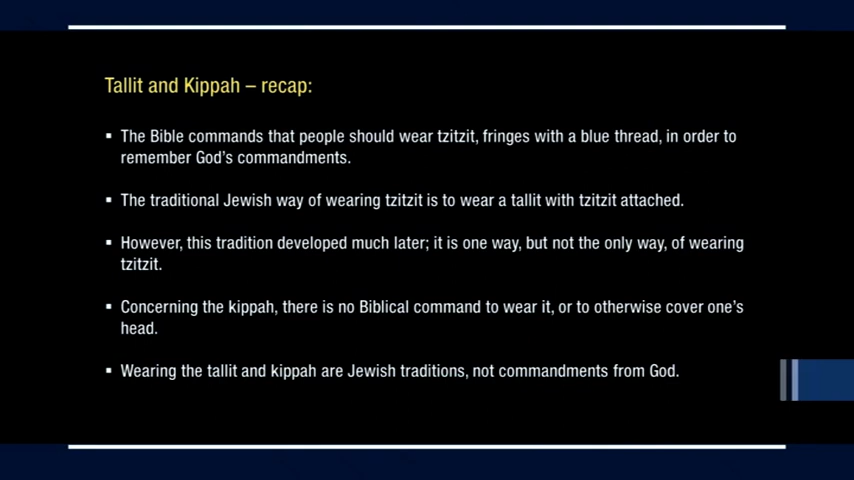 Tallit and Kippah – recap:
▪ The Bible commands that people should wear tzitzit, fringes with a blue thread, in order to
remember God's commandments.
▪ The traditional Jewish way of wearing tzitzit is to wear a tallit with tzitzit attached.
▪ However, this tradition developed much later; it is one way, but not the only way, of wearing
tzitzit.
▪ Concerning the kippah, there is no Biblical command to wear it, or to otherwise cover one's
head.
▪ Wearing the tallit and kippah are Jewish traditions, not commandments from God.